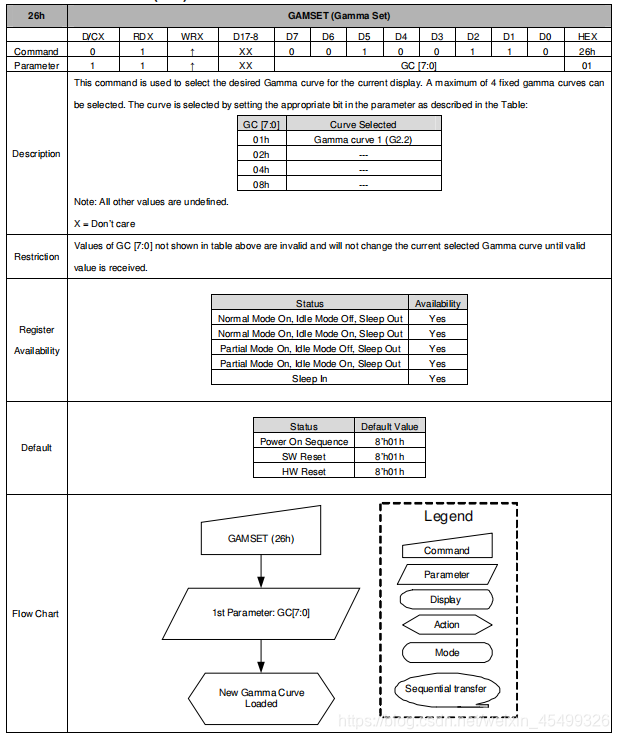 26h GAMSET (Gamma Set)
D/CX RDX WRX D17-8 D7 D6 D5 D4 D3 D2 D1 D0 HEX
Command 0 1 ↑ XX 0 0 1 0 0 1 1 0 26h
Parameter 1 1 ↑ XX GC [7:0] 01
Description
This command is used to select the desired Gamma curve for the current display. A maximum of 4 fixed gamma curves can
be selected. The curve is selected by setting the appropriate bit in the parameter as described in the Table:
GC [7:0] Curve Selected
01h Gamma curve 1 (G2.2)
02h ---
04h ---
08h ---
Note: All other values are undefined.
X = Don't care
Restriction
Values of GC [7:0] not shown in table above are invalid and will not change the current selected Gamma curve until valid
value is received.
Register
Availability
Status Availability
Normal Mode On, Idle Mode Off, Sleep Out Yes
Normal Mode On, Idle Mode On, Sleep Out Yes
Partial Mode On, Idle Mode Off, Sleep Out Yes
Partial Mode On, Idle Mode On, Sleep Out Yes
Sleep In Yes
Default
Status Default Value
Power On Sequence 8'h01h
SW Reset 8'h01h
HW Reset 8'h01h
Flow Chart
GAMSET (26h)
1st Parameter: GC[7:0]
New Gamma Curve
Loaded
Legend
Command
Parameter
Display
Action
Mode
Sequential transfer
https://blog.csdn.net/weixin_45499326